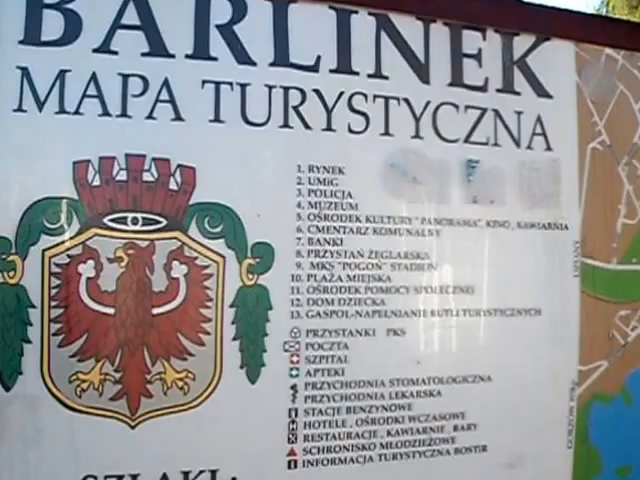 BARLINEK
MAPA TURYSTYCZNA
1. RYNEK
2. UMiG
3. POLICJA
4. MUZEUM
5. OŚRODEK KULTURY "PANORAMA", KINO, KAWIARNIA
6. CMENTARZ KOMUNALNY
7. BANKI
8. PRZYSTAŃ ŻEGLARSKA
9. MKS "POGOŃ" STADION
10. PLAŻA MIEJSKA
11. OŚRODEK POMOCY SPOŁECZNEJ
12. DOM DZIECKA
13. GASPOL-NAPEŁNIANIE BUTLI TURYSTYCZNYCH
PRZYSTANKI PKS
POCZTA
SZPITAL
APTEKI
PRZYCHODNIA STOMATOLOGICZNA
PRZYCHODNIA LEKARSKA
STACJE BENZYNOWE
H HOTELE, OŚRODKI WCZASOWE
RESTAURACJE, KAWIARNIE, BARY
SCHRONISKO MŁODZIEŻOWE
i INFORMACJA TURYSTYCZNA BOSTIR
SZLAKI: